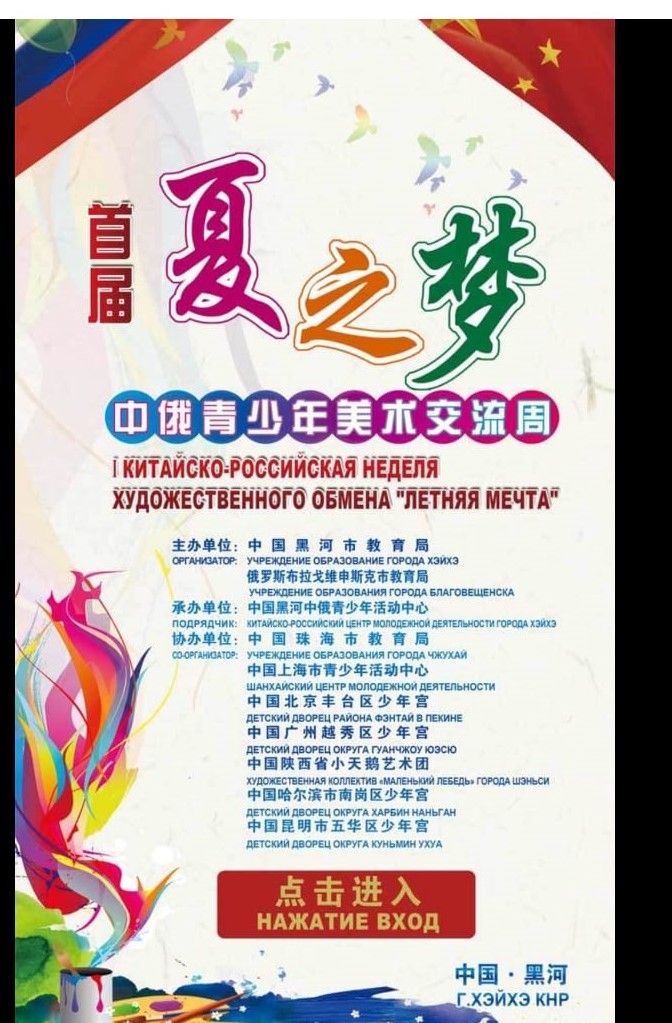 首届
夏之梦
中俄青少年美术交流周
I КИТАЙСКО-РОССИЙСКАЯ НЕДЕЛЯ
ХУДОЖЕСТВЕННОГО ОБМЕНА "ЛЕТНЯЯ МЕЧТА"
主办单位：中国黑河市教育局
ОРГАНИЗАТОР: УЧРЕЖДЕНИЕ ОБРАЗОВАНИЕ ГОРОДА ХЭЙХЭ
俄罗斯布拉戈维申斯克市教育局
УЧРЕЖДЕНИЕ ОБРАЗОВАНИЯ ГОРОДА БЛАГОВЕЩЕНСКА
承办单位：中国黑河中俄青少年活动中心
ПОДРЯДЧИК: КИТАЙСКО-РОССИЙСКИЙ ЦЕНТР МОЛОДЕЖНОЙ ДЕЯТЕЛЬНОСТИ ГОРОДА ХЭЙХЭ
协办单位：中国珠海市教育局
СО-ОРГАНИЗАТОР: УЧРЕЖДЕНИЕ ОБРАЗОВАНИЯ ГОРОДА ЧЖУХАЙ
中国上海市青少年活动中心
ШАНХАЙСКИЙ ЦЕНТР МОЛОДЕЖНОЙ ДЕЯТЕЛЬНОСТИ
中国北京丰台区少年宫
ДЕТСКИЙ ДВОРЕЦ РАЙОНА ФЭНТАЙ В ПЕКИНЕ
中国广州越秀区少年宫
ДЕТСКИЙ ДВОРЕЦ ОКРУГА ГУАНЧЖОУ ЮЭСЮ
中国陕西省小天鹅艺术团
ХУДОЖЕСТВЕННАЯ КОЛЛЕКТИВ «МАЛЕНЬКИЙ ЛЕБЕДЬ» ГОРОДА ШЭНЬСИ
中国哈尔滨市南岗区少年宫
ДЕТСКИЙ ДВОРЕЦ ОКРУГА ХАРБИН НАНЬГАН
中国昆明市五华区少年宫
ДЕТСКИЙ ДВОРЕЦ ОКРУГА КУНЬМИН УХУА
点击进入
НАЖАТИЕ ВХОД
中国·黑河
Г.ХЭЙХЭ КНР